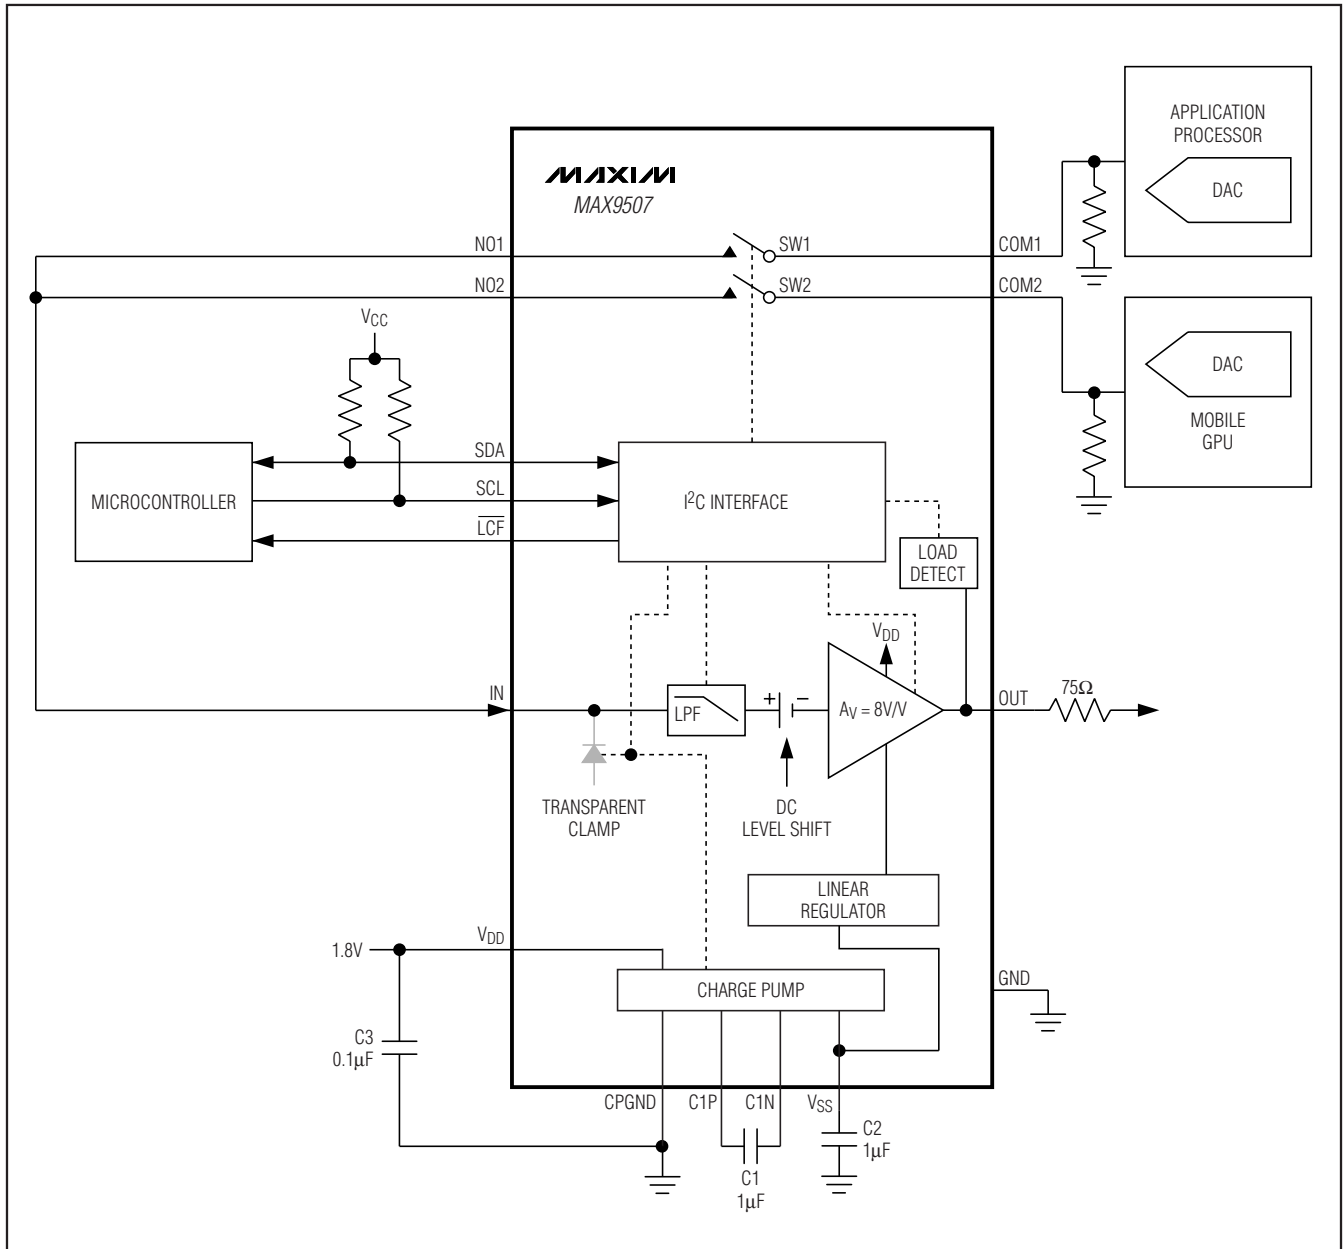 APPLICATION
PROCESSOR
DAC
MAXIM
MAX9507
NO1
SW1
COM1
NO2
SW2
COM2
VCC
DAC
MOBILE
GPU
SDA
SCL
LCF
MICROCONTROLLER
I²C INTERFACE
LOAD
DETECT
VDD
IN
LPF
+
−
AV = 8V/V
OUT
75Ω
TRANSPARENT
CLAMP
DC
LEVEL SHIFT
LINEAR
REGULATOR
1.8V
VDD
CHARGE PUMP
GND
C3
0.1µF
CPGND
C1P
C1N
VSS
C2
1µF
C1
1µF